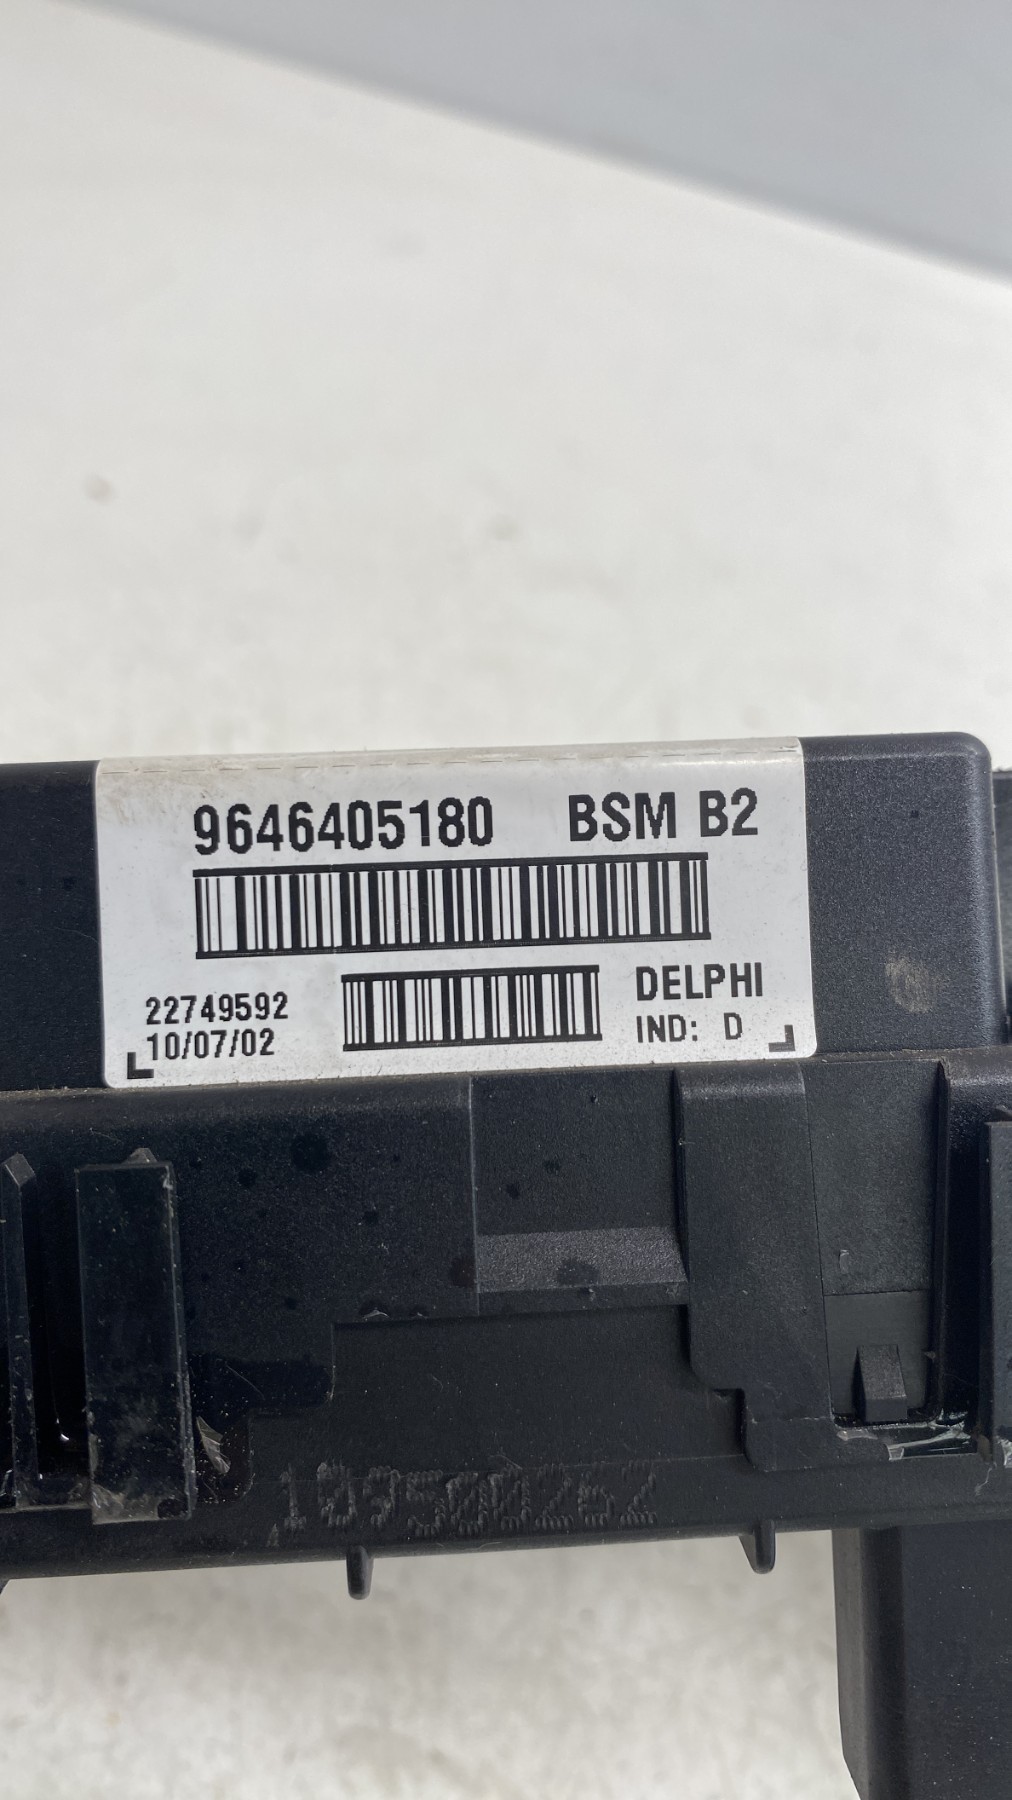 9646405180 BSM B2
22749592 DELPHI
10/07/02 IND: D